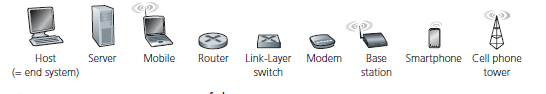 Host Server Mobile Router Link-Layer Modem Base Smartphone Cell phone
(= end system) switch station tower